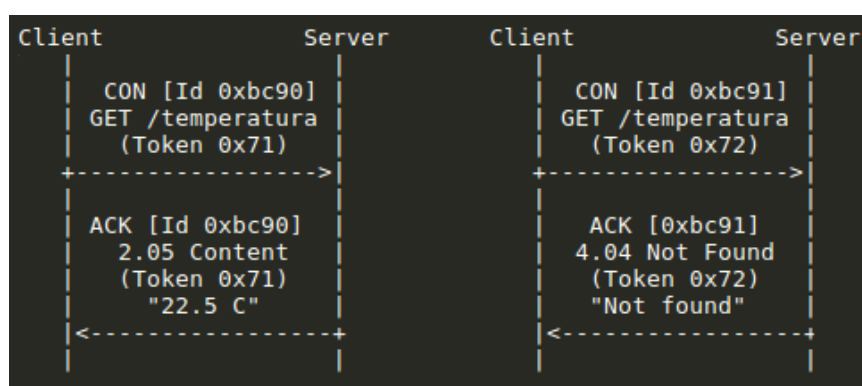 Client Server Client Server
CON [Id 0xbc90] CON [Id 0xbc91]
GET /temperatura GET /temperatura
(Token 0x71) (Token 0x72)
ACK [Id 0xbc90] ACK [0xbc91]
2.05 Content 4.04 Not Found
(Token 0x71) (Token 0x72)
"22.5 C" "Not found"